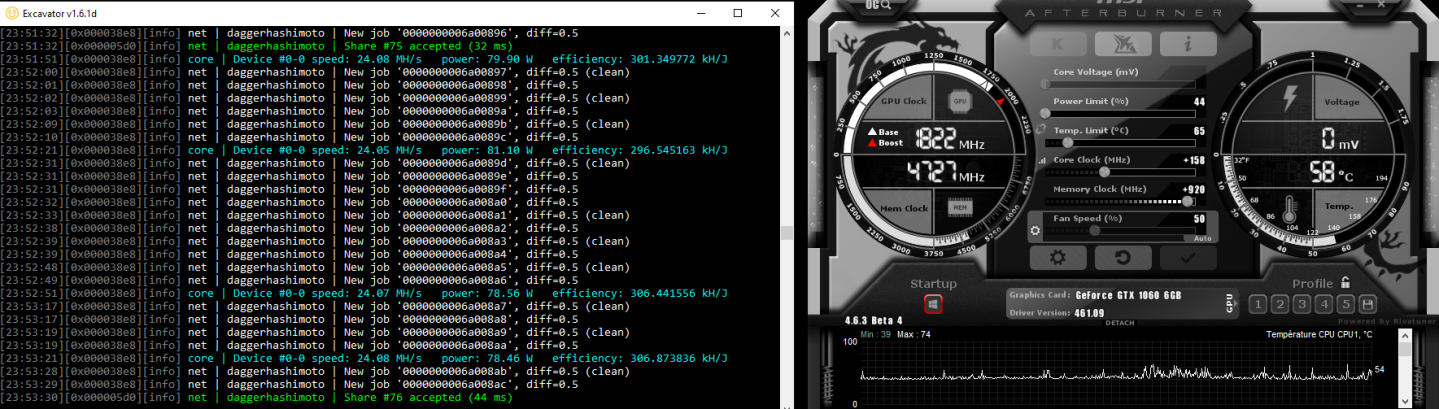 Excavator v1.6.1d
[23:51:32][0x000038e8][info] net | daggerhashimoto | New job '0000000006a00896', diff=0.5
[23:51:32][0x000005d0][info] net | daggerhashimoto | Share #75 accepted (32 ms)
[23:51:51][0x000038e8][info] core | Device #0-0 speed: 24.08 MH/s power: 79.90 W efficiency: 301.349772 kH/J
[23:52:00][0x000038e8][info] net | daggerhashimoto | New job '0000000006a00897', diff=0.5 (clean)
[23:52:01][0x000038e8][info] net | daggerhashimoto | New job '0000000006a00898', diff=0.5
[23:52:02][0x000038e8][info] net | daggerhashimoto | New job '0000000006a00899', diff=0.5 (clean)
[23:52:03][0x000038e8][info] net | daggerhashimoto | New job '0000000006a0089a', diff=0.5
[23:52:09][0x000038e8][info] net | daggerhashimoto | New job '0000000006a0089b', diff=0.5 (clean)
[23:52:10][0x000038e8][info] net | daggerhashimoto | New job '0000000006a0089c', diff=0.5
[23:52:21][0x000038e8][info] core | Device #0-0 speed: 24.05 MH/s power: 81.10 W efficiency: 296.545163 kH/J
[23:52:31][0x000038e8][info] net | daggerhashimoto | New job '0000000006a0089d', diff=0.5 (clean)
[23:52:31][0x000038e8][info] net | daggerhashimoto | New job '0000000006a0089e', diff=0.5
[23:52:31][0x000038e8][info] net | daggerhashimoto | New job '0000000006a0089f', diff=0.5
[23:52:32][0x000038e8][info] net | daggerhashimoto | New job '0000000006a008a0', diff=0.5
[23:52:33][0x000038e8][info] net | daggerhashimoto | New job '0000000006a008a1', diff=0.5 (clean)
[23:52:38][0x000038e8][info] net | daggerhashimoto | New job '0000000006a008a2', diff=0.5
[23:52:39][0x000038e8][info] net | daggerhashimoto | New job '0000000006a008a3', diff=0.5 (clean)
[23:52:40][0x000038e8][info] net | daggerhashimoto | New job '0000000006a008a4', diff=0.5
[23:52:48][0x000038e8][info] net | daggerhashimoto | New job '0000000006a008a5', diff=0.5 (clean)
[23:52:49][0x000038e8][info] net | daggerhashimoto | New job '0000000006a008a6', diff=0.5
[23:52:51][0x000038e8][info] core | Device #0-0 speed: 24.07 MH/s power: 78.56 W efficiency: 306.441556 kH/J
[23:53:17][0x000038e8][info] net | daggerhashimoto | New job '0000000006a008a7', diff=0.5 (clean)
[23:53:17][0x000038e8][info] net | daggerhashimoto | New job '0000000006a008a8', diff=0.5
[23:53:19][0x000038e8][info] net | daggerhashimoto | New job '0000000006a008a9', diff=0.5 (clean)
[23:53:19][0x000038e8][info] net | daggerhashimoto | New job '0000000006a008aa', diff=0.5
[23:53:21][0x000038e8][info] core | Device #0-0 speed: 24.08 MH/s power: 78.46 W efficiency: 306.873836 kH/J
[23:53:28][0x000038e8][info] net | daggerhashimoto | New job '0000000006a008ab', diff=0.5 (clean)
[23:53:29][0x000038e8][info] net | daggerhashimoto | New job '0000000006a008ac', diff=0.5
[23:53:30][0x000005d0][info] net | daggerhashimoto | Share #76 accepted (44 ms)
OC
AFTERBURNER
K
i
0 250 500 750 1000 1250 1500 1750 2000
GPU Clock
GPU
Base
Boost
1822 MHz
4727 MHz
Mem Clock
MEM
0 750 1500 2250 3000 3750 4500 5250 6000 6750
Core Voltage (mV)
Power Limit (%) 44
Temp. Limit (°C) 65
Core Clock (MHz) +158
Memory Clock (MHz) +920
Fan Speed (%) 50
Auto
0 .25 .5 .75 1 1.25 1.5 1.75
Voltage
0 mV
58 °C
Temp.
32°F 50 68 86 104 122 140 158 176 194
0 10 20 30 40 50 60 70 80 90
Startup
Graphics Card: GeForce GTX 1060 6GB
Driver Version: 461.09
GPU
Profile
1 2 3 4 5
4.6.3 Beta 4
DETACH
Powered by Rivatuner
Min : 39 Max : 74
Température CPU CPU1, °C
100
54
0